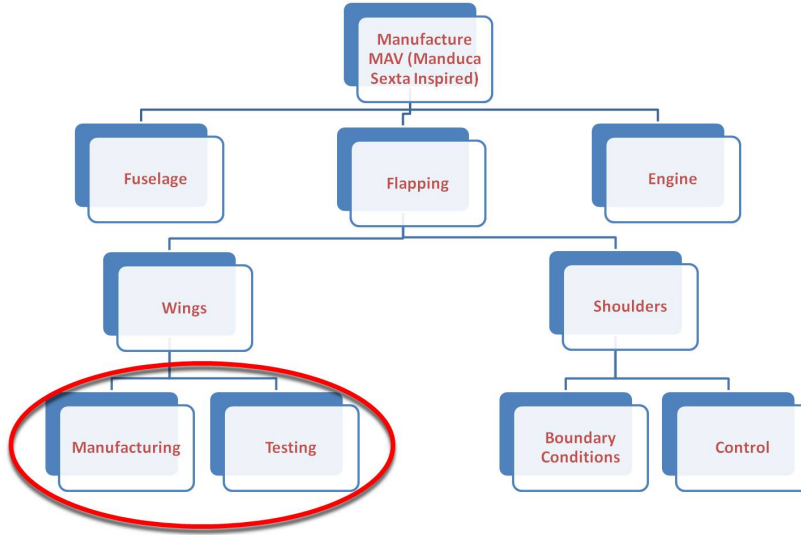 Manufacture
MAV (Manduca
Sexta Inspired)
Fuselage
Flapping
Engine
Wings
Shoulders
Manufacturing
Testing
Boundary
Conditions
Control